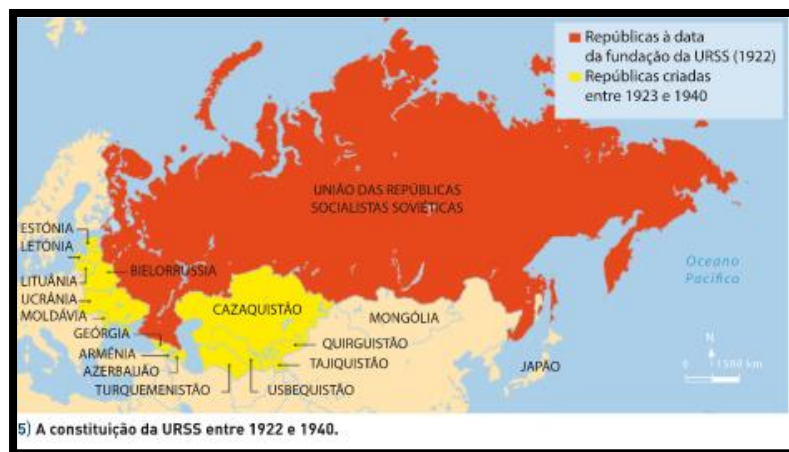 Repúblicas à data
da fundação da URSS (1922)
Repúblicas criadas
entre 1923 e 1940
UNIÃO DAS REPÚBLICAS
SOCIALISTAS SOVIÉTICAS
ESTÓNIA
LETÓNIA
BIELORRÚSSIA
LITUÂNIA
UCRÂNIA
MOLDÁVIA
GEÓRGIA
ARMÉNIA
AZERBAIJÃO
TURQUEMENISTÃO
CAZAQUISTÃO
MONGÓLIA
QUIRGUISTÃO
TAJIQUISTÃO
USBEQUISTÃO
JAPÃO
Oceano
Pacífico
N
0 1500 km
5) A constituição da URSS entre 1922 e 1940.